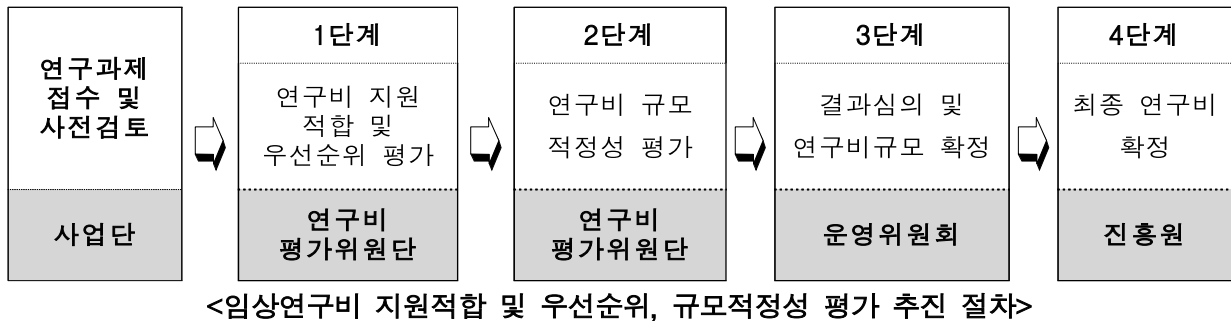 연구과제
접수 및
사전검토
사업단
1단계
연구비 지원
적합 및
우선순위 평가
연구비
평가위원단
2단계
연구비 규모
적정성 평가
연구비
평가위원단
3단계
결과심의 및
연구비규모 확정
운영위원회
4단계
최종 연구비
확정
진흥원
<임상연구비 지원적합 및 우선순위, 규모적정성 평가 추진 절차>